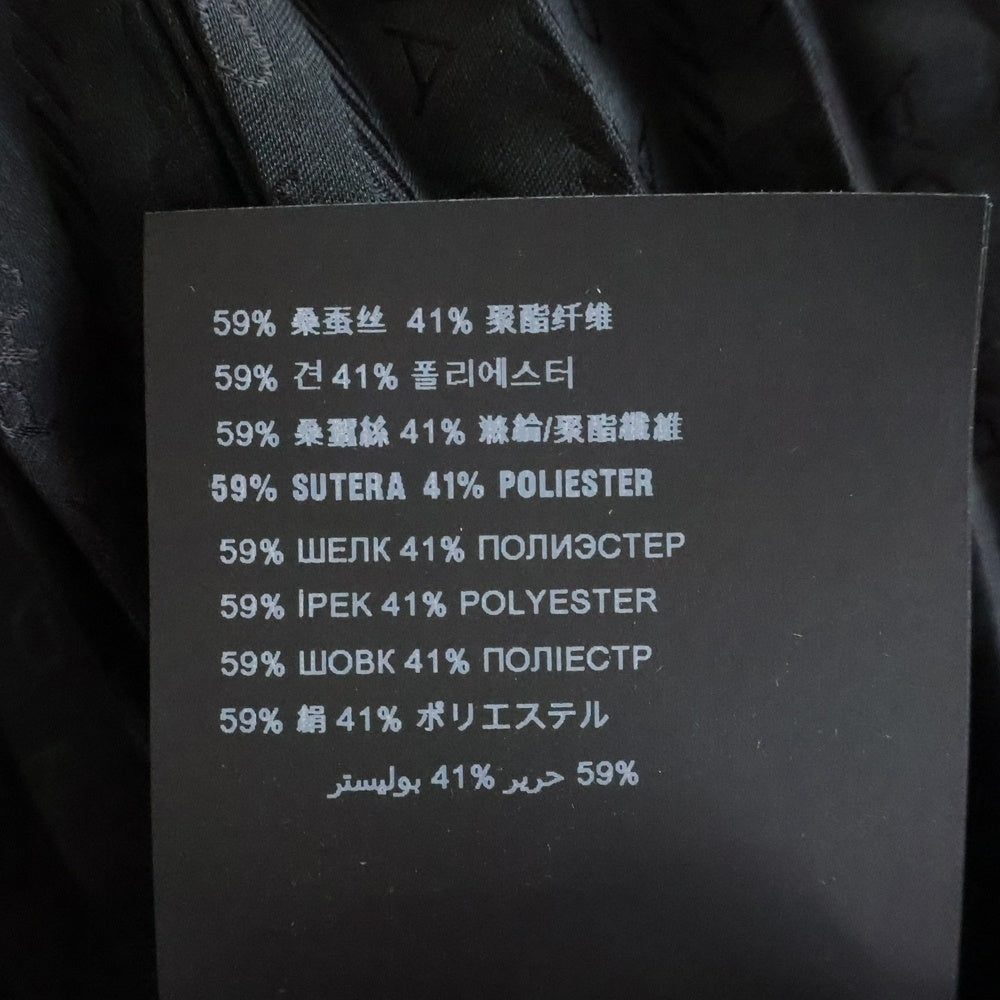 59% 桑蚕丝 41% 聚酯纤维
59% 견 41% 폴리에스터
59% 桑蠶絲 41% 滌綸/聚酯纖維
59% SUTERA 41% POLIESTER
59% ШЕЛК 41% ПОЛИЭСТЕР
59% İPEK 41% POLYESTER
59% ШОВК 41% ПОЛІЕСТР
59% 絹 41% ポリエステル
59% حرير 41% بوليستر